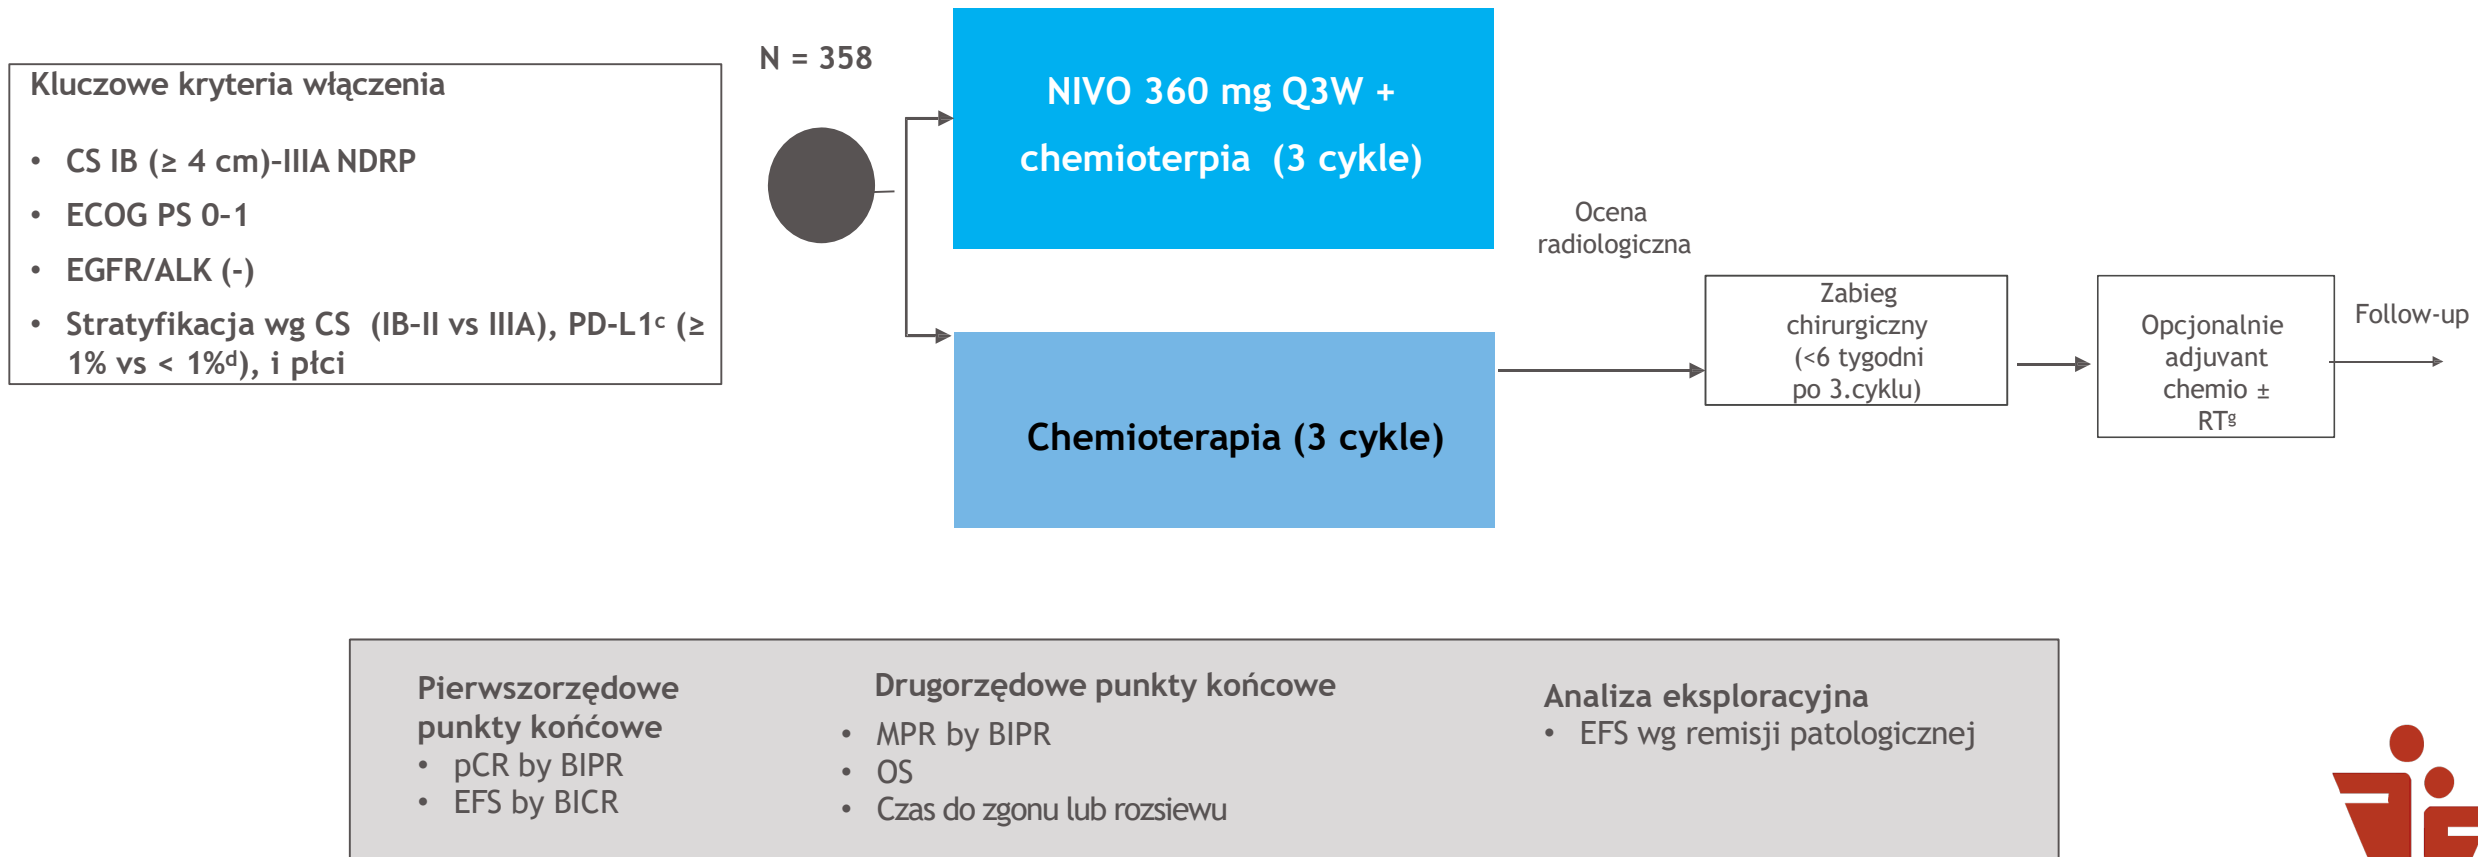 N = 358
Kluczowe kryteria włączenia
• CS IB (≥ 4 cm)–IIIA NDRP
• ECOG PS 0–1
• EGFR/ALK (-)
• Stratyfikacja wg CS (IB–II vs IIIA), PD-L1ᶜ (≥
1% vs < 1%ᵈ), i płci
NIVO 360 mg Q3W +
chemioterpia (3 cykle)
Chemioterapia (3 cykle)
Ocena
radiologiczna
Zabieg
chirurgiczny
(<6 tygodni
po 3.cyklu)
Opcjonalnie
adjuvant
chemio ±
RTᵍ
Follow-up
Pierwszorzędowe
punkty końćowe
• pCR by BIPR
• EFS by BICR
Drugorzędowe punkty końcowe
• MPR by BIPR
• OS
• Czas do zgonu lub rozsiewu
Analiza eksploracyjna
• EFS wg remisji patologicznej